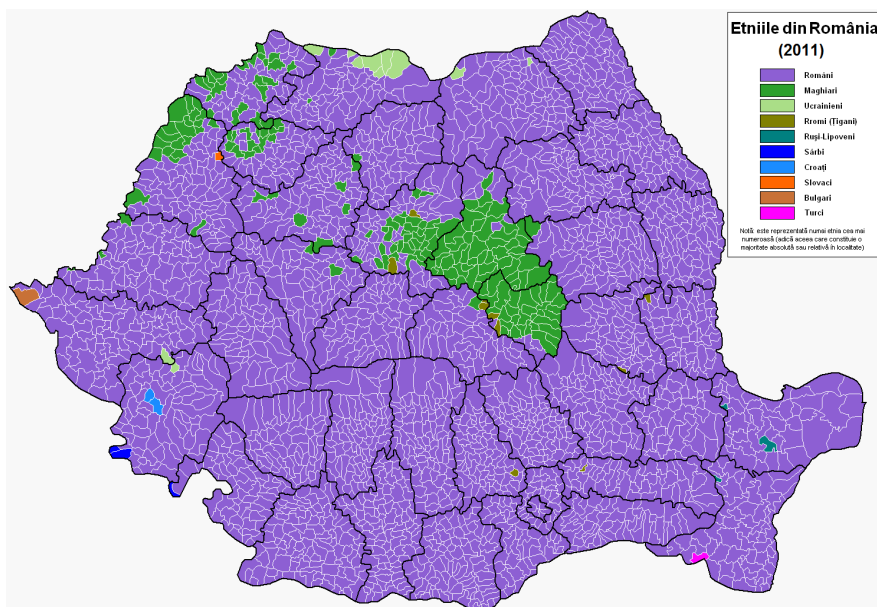 Etniile din România
(2011)
Români
Maghiari
Ucrainieni
Rromi (Țigani)
Ruși-Lipoveni
Sârbi
Croați
Slovaci
Bulgari
Turci
Notă: este reprezentată numai etnia cea mai
numeroasă (adică aceea care constituie o
majoritate absolută sau relativă în localitate)